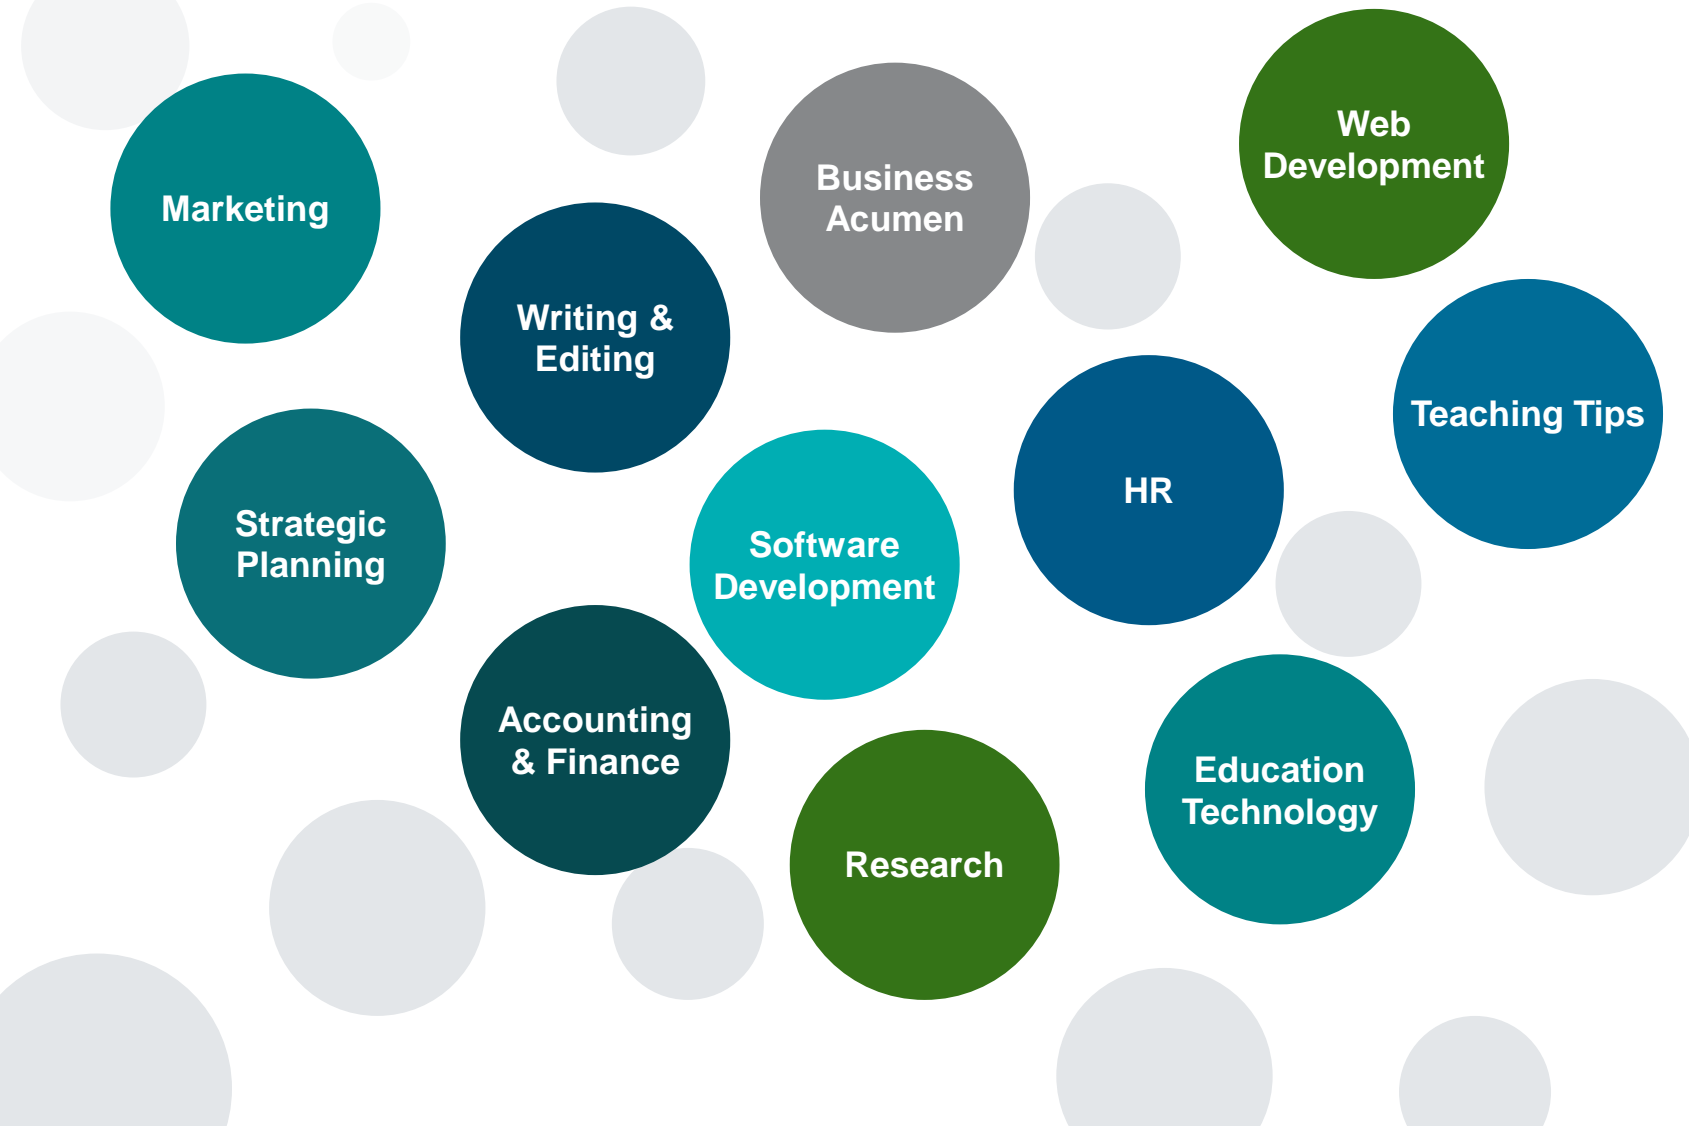 Marketing
Writing &
Editing
Business
Acumen
Web
Development
Strategic
Planning
Software
Development
HR
Teaching Tips
Accounting
& Finance
Research
Education
Technology